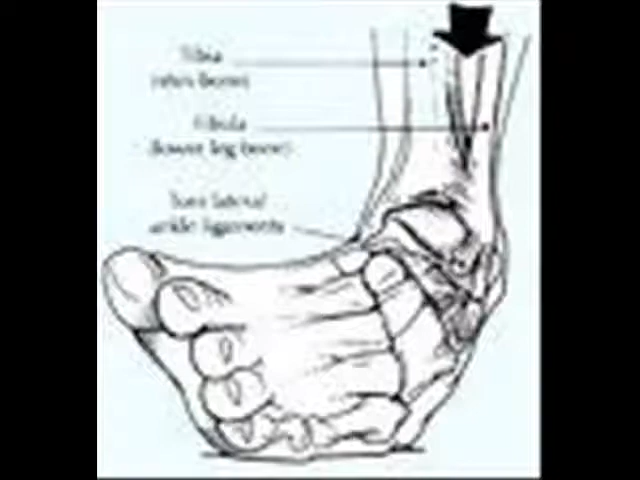 Tibia
(shin bone)
Fibula
(lower leg bone)
Torn lateral
ankle ligaments